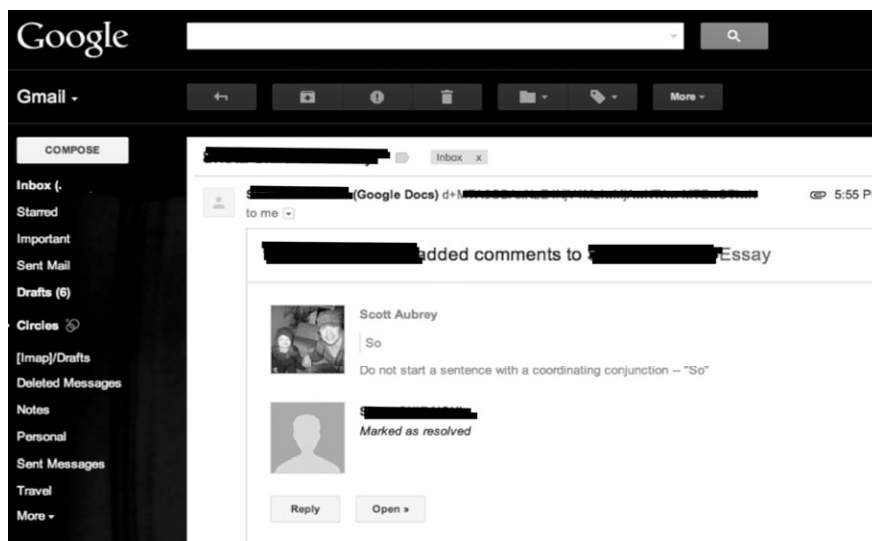 Google
Gmail
More
COMPOSE
Inbox x
Inbox (
(Google Docs) d+
5:55 P
Starred
to me
Important
added comments to Essay
Sent Mail
Drafts (6)
Circles
Scott Aubrey
So
Do not start a sentence with a coordinating conjunction -- "So"
[Imap]/Drafts
Deleted Messages
Notes
Marked as resolved
Personal
Sent Messages
Travel
Reply Open »
More